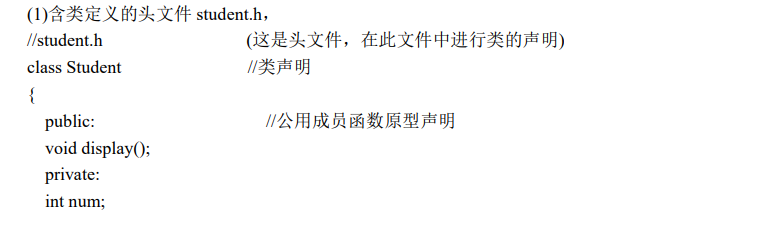 (1)含类定义的头文件 student.h，
//student.h (这是头文件，在此文件中进行类的声明)
class Student //类声明
{
public: //公用成员函数原型声明
void display();
private:
int num;